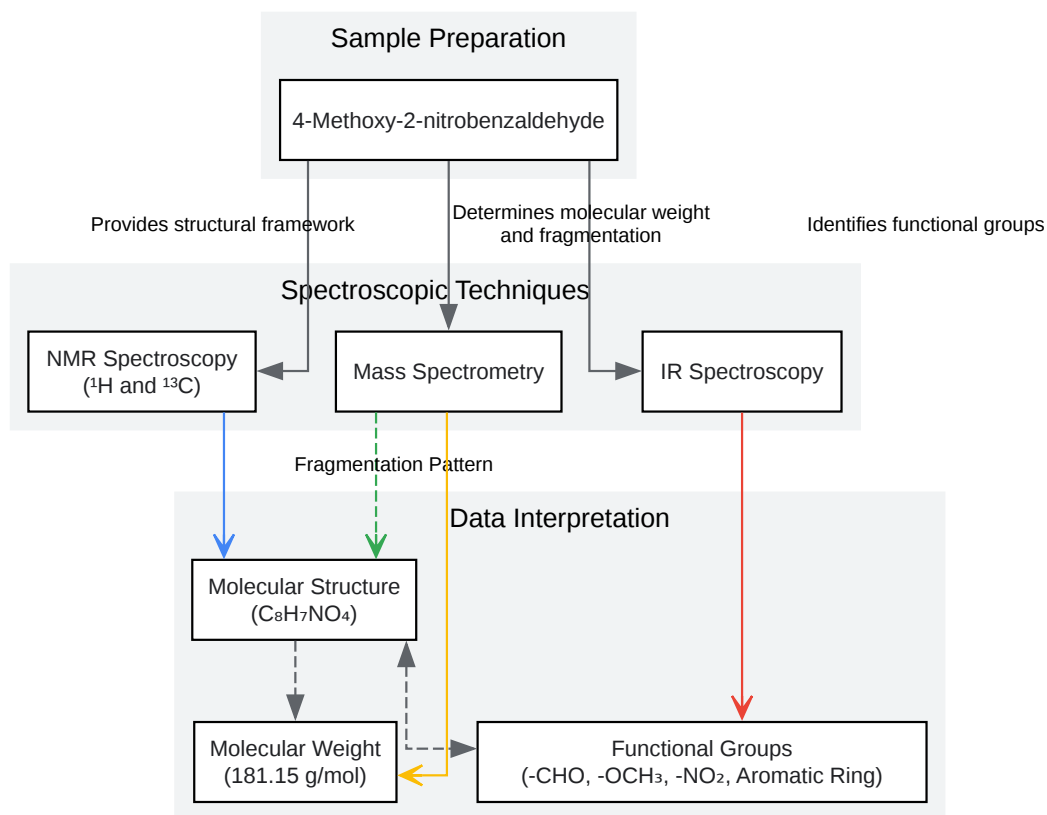 Sample Preparation
4-Methoxy-2-nitrobenzaldehyde
Provides structural framework
Determines molecular weight
and fragmentation
Identifies functional groups
Spectroscopic Techniques
NMR Spectroscopy
(¹H and ¹³C)
Mass Spectrometry
IR Spectroscopy
Fragmentation Pattern
Data Interpretation
Molecular Structure
(C₈H₇NO₄)
Molecular Weight
(181.15 g/mol)
Functional Groups
(-CHO, -OCH₃, -NO₂, Aromatic Ring)